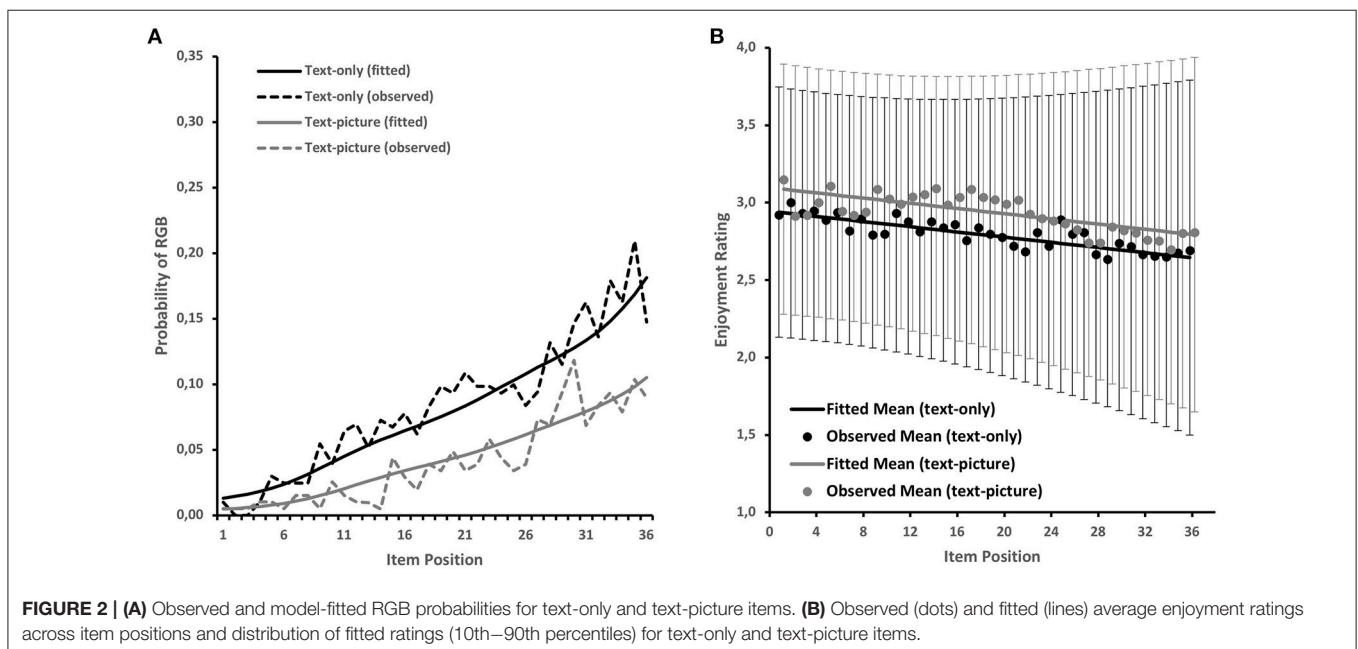 A
0,35
0,30
0,25
0,20
0,15
0,10
0,05
0,00
Probability of RGB
Text-only (fitted)
Text-only (observed)
Text-picture (fitted)
Text-picture (observed)
1 6 11 16 21 26 31 36
Item Position
B
4,0
3,5
3,0
2,5
2,0
1,5
1,0
Enjoyment Rating
Fitted Mean (text-only)
Observed Mean (text-only)
Fitted Mean (text-picture)
Observed Mean (text-picture)
0 4 8 12 16 20 24 28 32 36
Item Position
FIGURE 2 | (A) Observed and model-fitted RGB probabilities for text-only and text-picture items. (B) Observed (dots) and fitted (lines) average enjoyment ratings
across item positions and distribution of fitted ratings (10th–90th percentiles) for text-only and text-picture items.